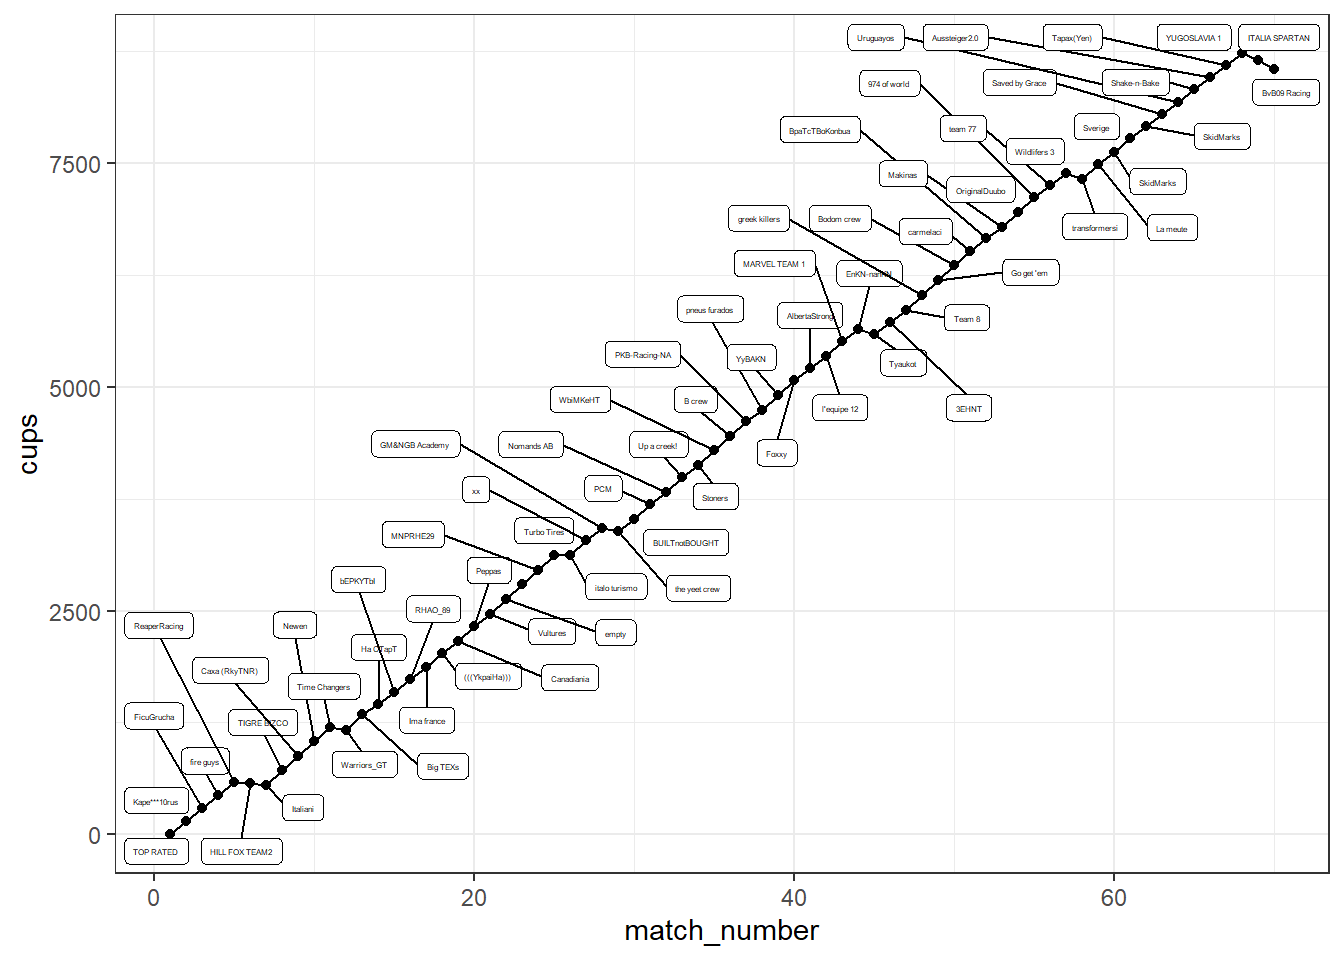 Uruguayos
Aussteiger2.0
Tapax(Yen)
YUGOSLAVIA 1
ITALIA SPARTAN
974 of world
Saved by Grace
Shake-n-Bake
BvB09 Racing
BpaTcTBoKonbua
team 77
Sverige
SkidMarks
Wildlifers 3
Makinas
OriginalDuubo
SkidMarks
greek killers
Bodom crew
carmelaci
transformersi
La meute
MARVEL TEAM 1
EnKN-nanKN
Go get 'em
pneus furados
AlbertaStrong
Team 8
PKB-Racing-NA
YyBAKN
Tyaukot
WbiMKeHT
B crew
l"equipe 12
3EHNT
GM&NGB Academy
Nomands AB
Up a creek!
Foxxy
xx
PCM
Stoners
MNPRHE29
Turbo Tires
BUILTnotBOUGHT
bEPKYTbI
Peppas
italo turismo
the yeet crew
ReaperRacing
Newen
RHAO_89
Vultures
empty
Caxa (RkyTNR)
Time Changers
(((YkpaiHa)))
Canadiania
FicuGrucha
TIGRE BIZCO
Ima france
fire guys
Warriors_GT
Big TEXs
Kape***10rus
Italiani
TOP RATED
HILL FOX TEAM2
7500
5000
2500
0
cups
0
20
40
60
match_number